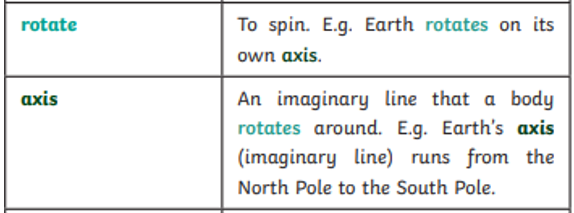 rotate
To spin. E.g. Earth rotates on its
own axis.
axis
An imaginary line that a body
rotates around. E.g. Earth's axis
(imaginary line) runs from the
North Pole to the South Pole.